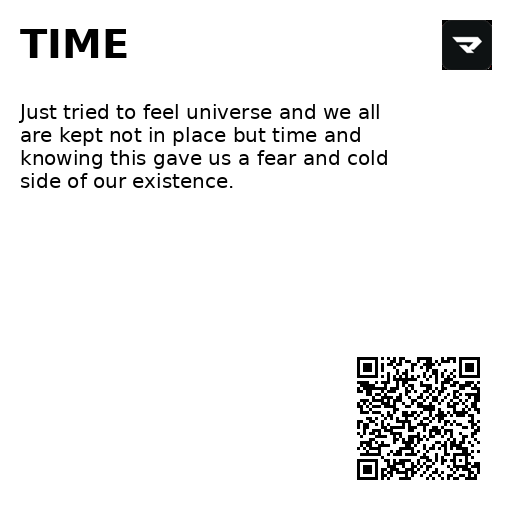 TIME
Just tried to feel universe and we all
are kept not in place but time and
knowing this gave us a fear and cold
side of our existence.